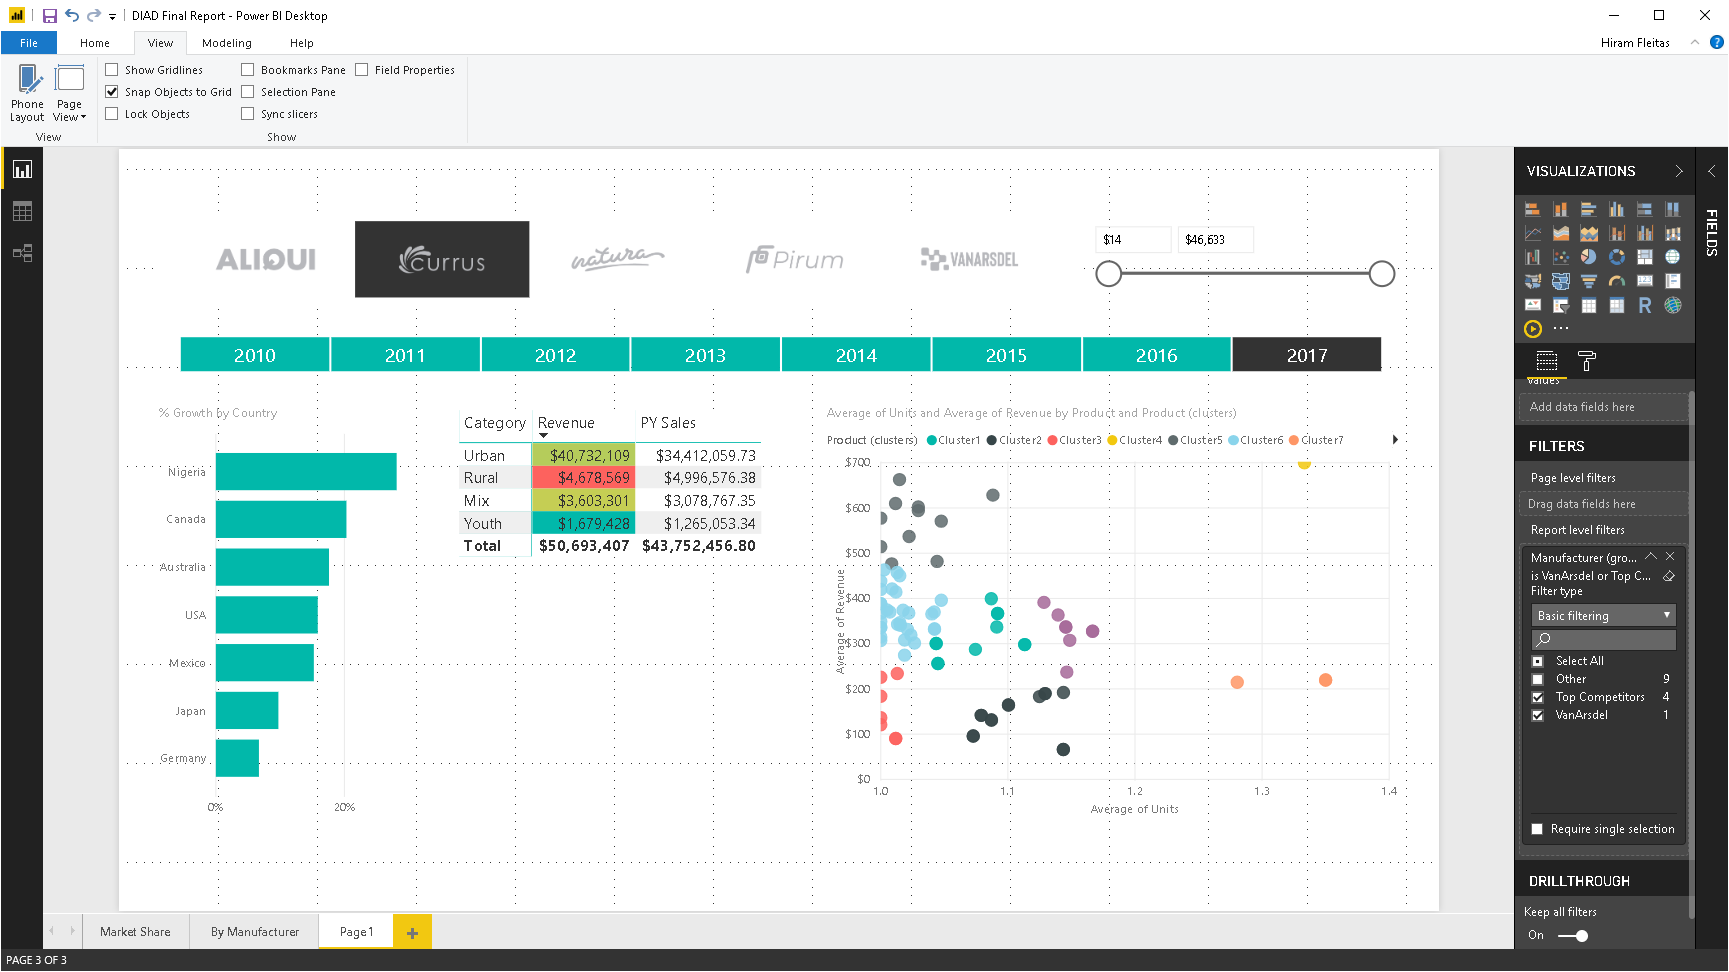 DIAD Final Report - Power BI Desktop
File Home View Modeling Help
Hiram Fleitas
Phone Layout
Page View
Show Gridlines
Snap Objects to Grid
Lock Objects
Bookmarks Pane
Selection Pane
Sync slicers
Field Properties
View
Show
ALIQUI
currus
natura
Pirum
VANARSDEL
$14 $46,633
2010 2011 2012 2013 2014 2015 2016 2017
% Growth by Country
Nigeria
Canada
Australia
USA
Mexico
Japan
Germany
0% 20%
Category Revenue PY Sales
Urban $40,732,109 $34,412,059.73
Rural $4,678,569 $4,996,576.38
Mix $3,603,301 $3,078,767.35
Youth $1,679,428 $1,265,053.34
Total $50,693,407 $43,752,456.80
Average of Units and Average of Revenue by Product and Product (clusters)
Product (clusters) Cluster1 Cluster2 Cluster3 Cluster4 Cluster5 Cluster6 Cluster7
$700
$600
$500
$400
$300
$200
$100
$0
Average of Revenue
1.0 1.1 1.2 1.3 1.4
Average of Units
VISUALIZATIONS
R
Values
Add data fields here
FILTERS
Page level filters
Drag data fields here
Report level filters
Manufacturer (gro...
is VanArsdel or Top C...
Filter type
Basic filtering
Select All
Other 9
Top Competitors 4
VanArsdel 1
Require single selection
DRILLTHROUGH
Keep all filters
On
FIELDS
Market Share By Manufacturer Page 1
PAGE 3 OF 3